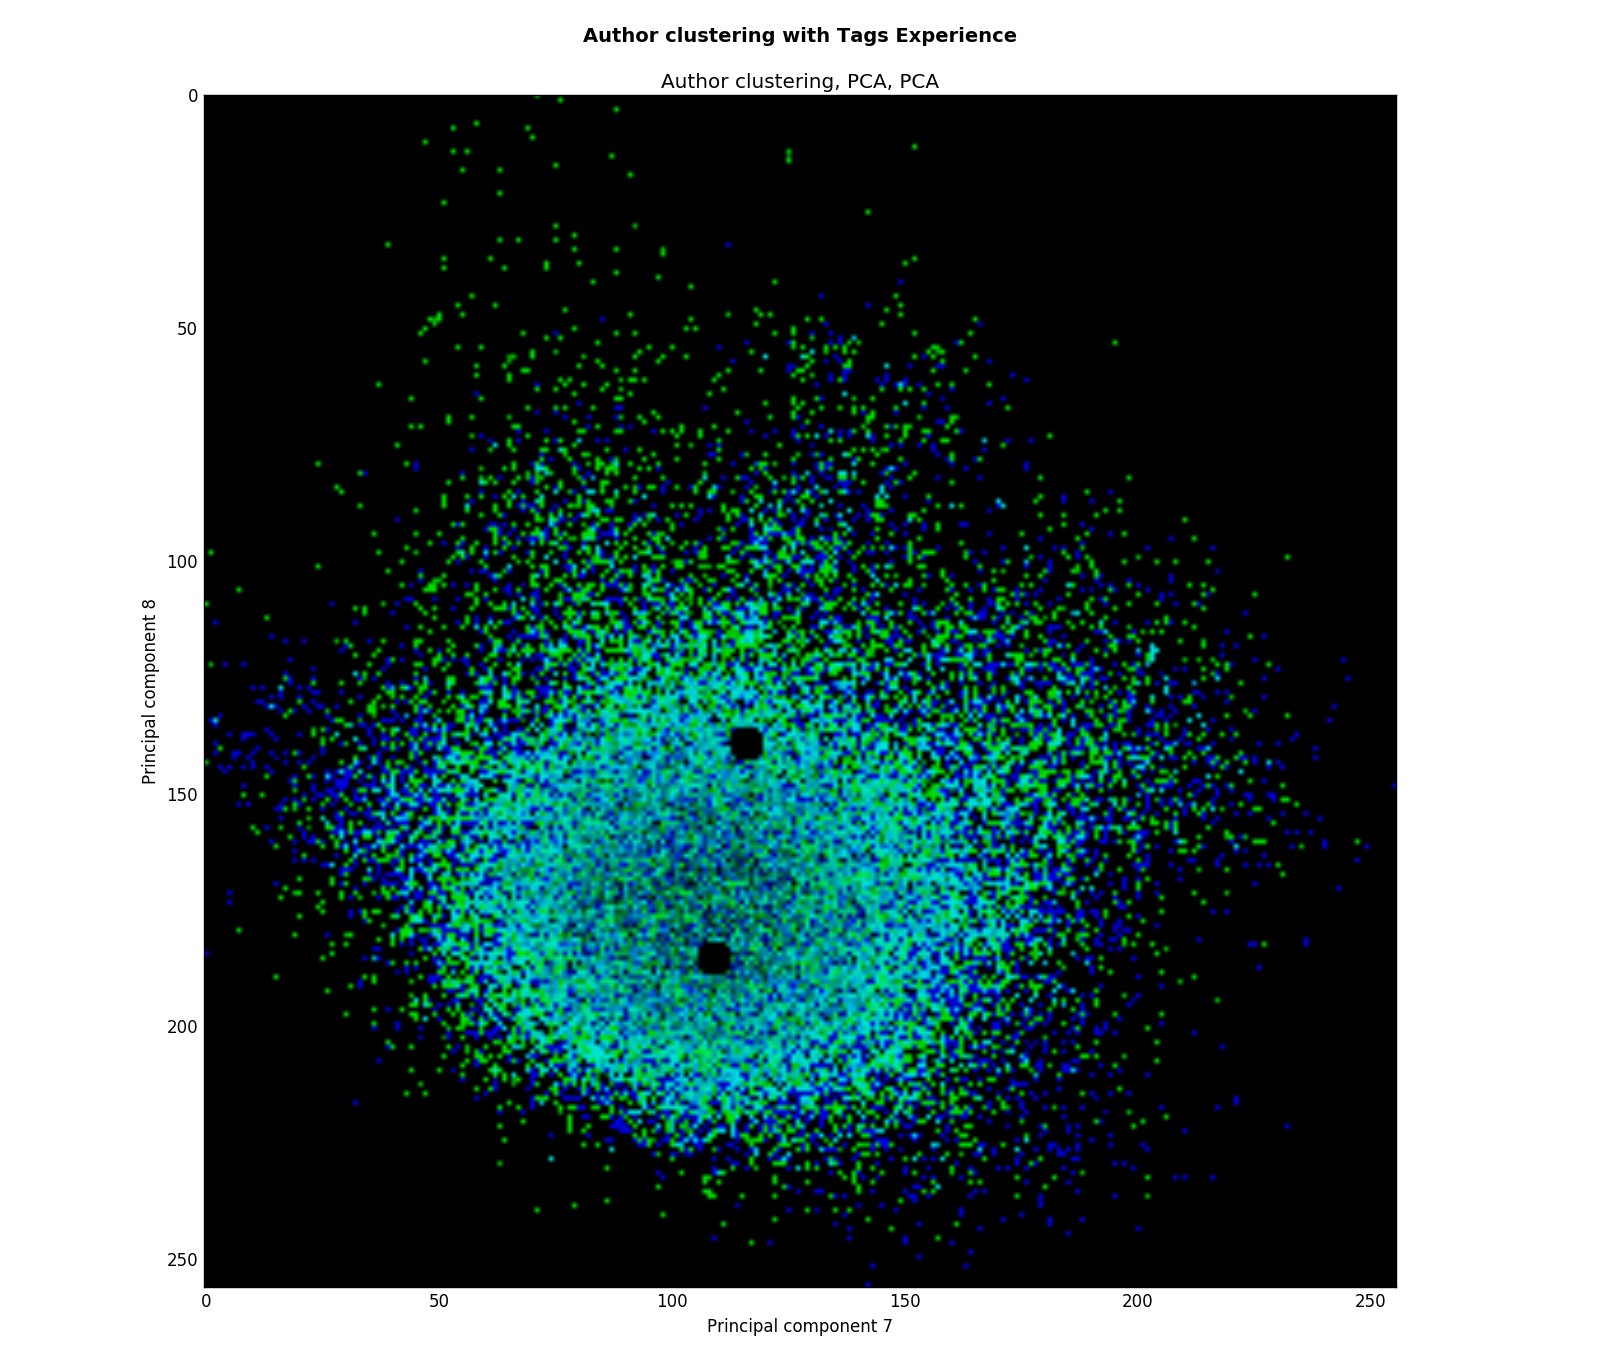 Author clustering with Tags Experience
Author clustering, PCA, PCA
0
50
100
150
200
250
Principal component 8
0 50 100 150 200 250
Principal component 7